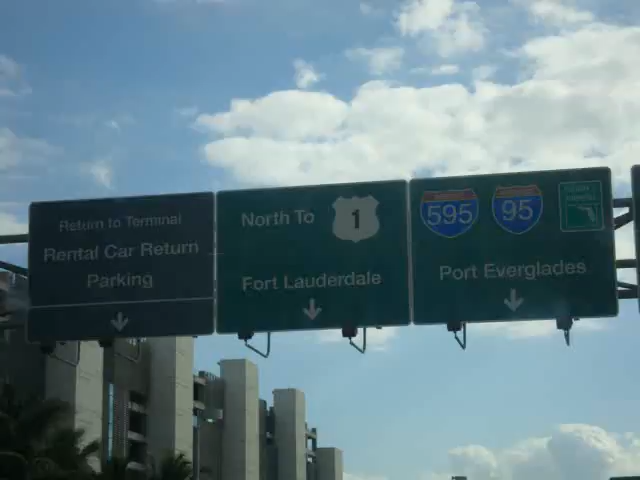 Return to Terminal
Rental Car Return
Parking
North To 1
Fort Lauderdale
595 95
Port Everglades